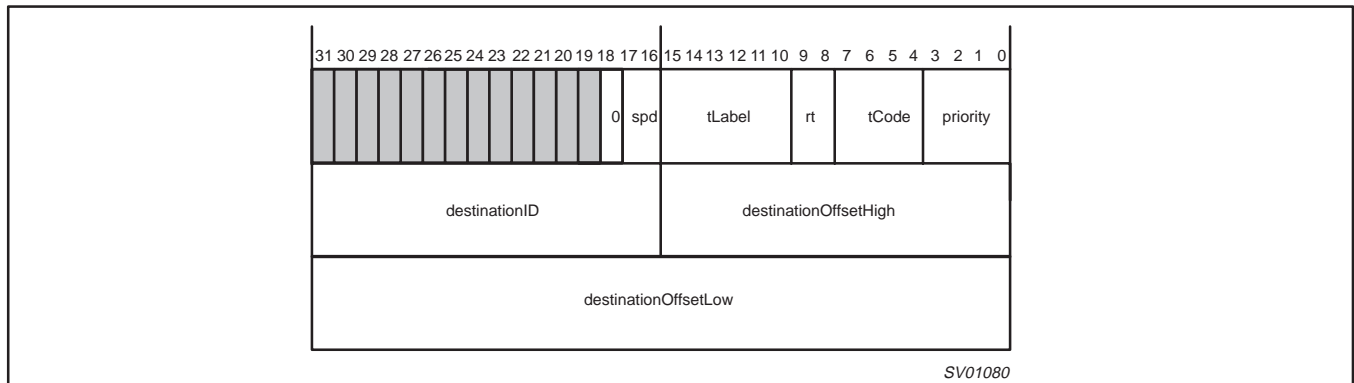 31 30 29 28 27 26 25 24 23 22 21 20 19 18 17 16 15 14 13 12 11 10 9 8 7 6 5 4 3 2 1 0
0 spd tLabel rt tCode priority
destinationID destinationOffsetHigh
destinationOffsetLow
SV01080